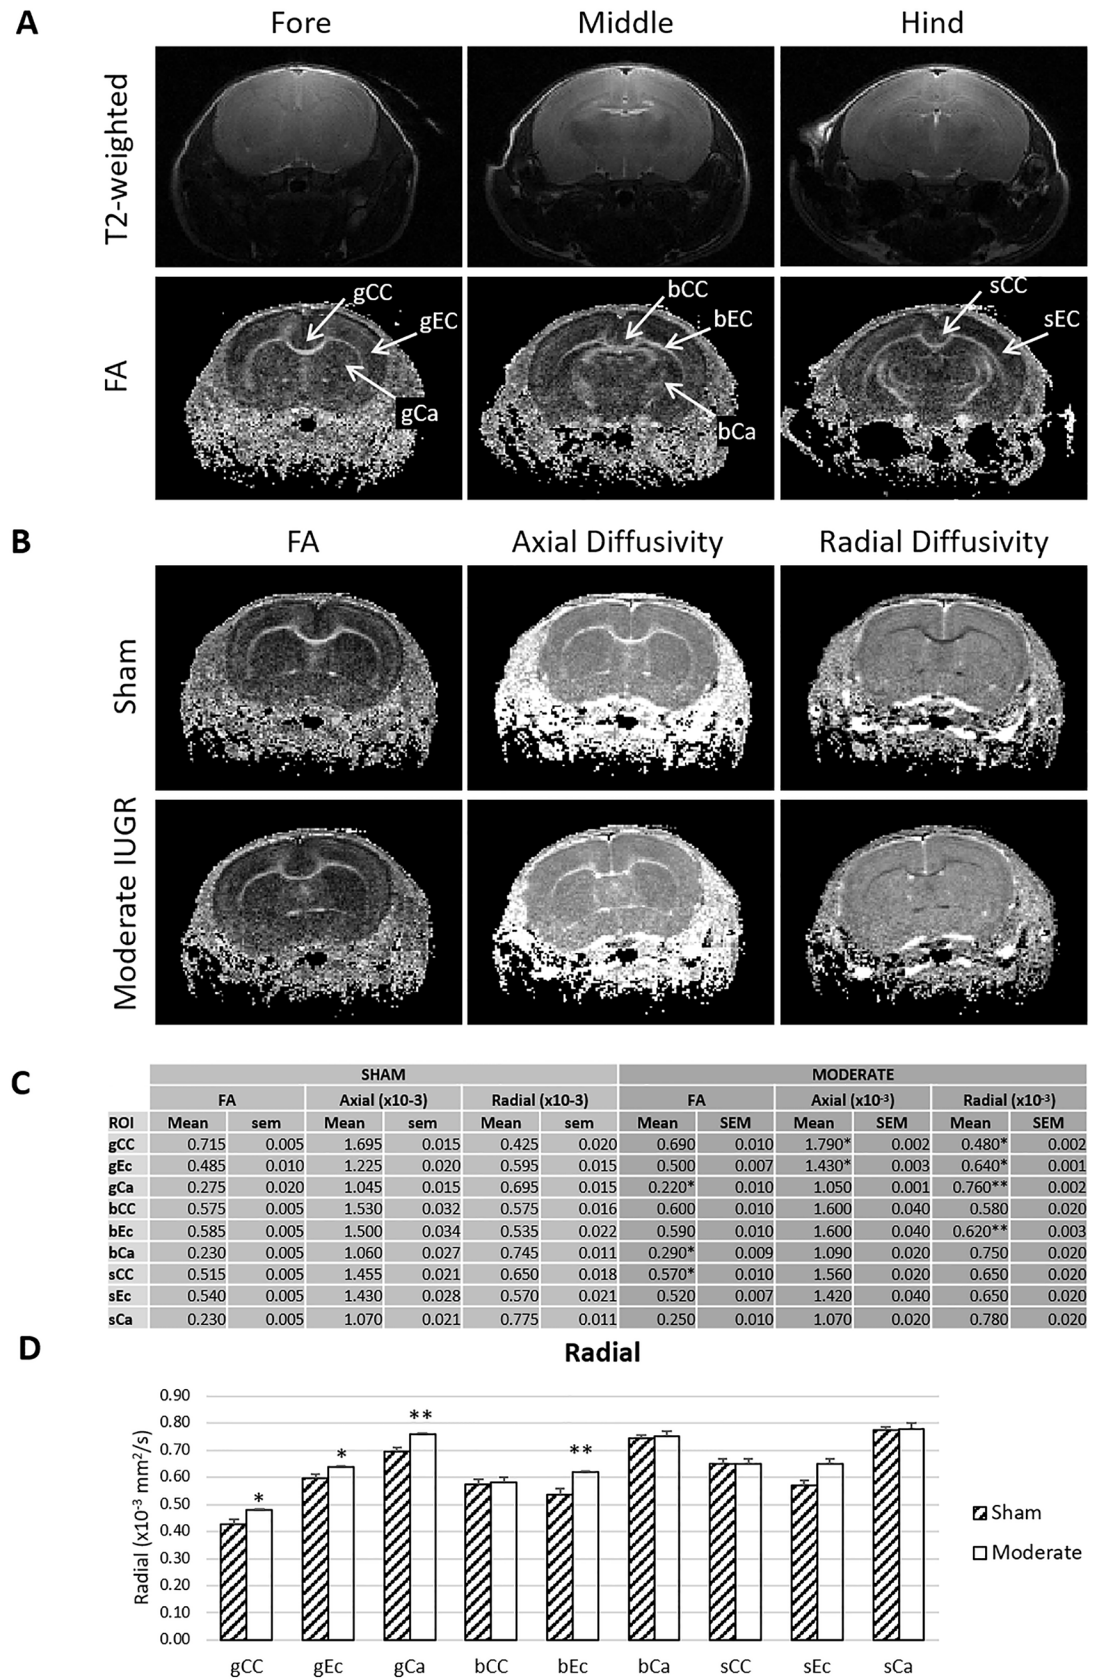 A
Fore
Middle
Hind
T2-weighted
FA
gCC
gEC
gCa
bCC
bEC
bCa
sCC
sEC
B
FA
Axial Diffusivity
Radial Diffusivity
Sham
Moderate IUGR
C
SHAM MODERATE
FA Axial (x10-3) Radial (x10-3) FA Axial (x10⁻³) Radial (x10⁻³)
ROI Mean sem Mean sem Mean sem Mean SEM Mean SEM Mean SEM
gCC 0.715 0.005 1.695 0.015 0.425 0.020 0.690 0.010 1.790* 0.002 0.480* 0.002
gEc 0.485 0.010 1.225 0.020 0.595 0.015 0.500 0.007 1.430* 0.003 0.640* 0.001
gCa 0.275 0.020 1.045 0.015 0.695 0.015 0.220* 0.010 1.050 0.001 0.760** 0.002
bCC 0.575 0.005 1.530 0.032 0.575 0.016 0.600 0.010 1.600 0.040 0.580 0.020
bEc 0.585 0.005 1.500 0.034 0.535 0.022 0.590 0.010 1.600 0.040 0.620** 0.003
bCa 0.230 0.005 1.060 0.027 0.745 0.011 0.290* 0.009 1.090 0.020 0.750 0.020
sCC 0.515 0.005 1.455 0.021 0.650 0.018 0.570* 0.010 1.560 0.020 0.650 0.020
sEc 0.540 0.005 1.430 0.028 0.570 0.021 0.520 0.007 1.420 0.040 0.650 0.020
sCa 0.230 0.005 1.070 0.021 0.775 0.011 0.250 0.010 1.070 0.020 0.780 0.020
D
Radial
Radial (x10⁻³ mm²/s)
0.90
0.80
0.70
0.60
0.50
0.40
0.30
0.20
0.10
0.00
*
*
**
**
Sham
Moderate
gCC gEc gCa bCC bEc bCa sCC sEc sCa